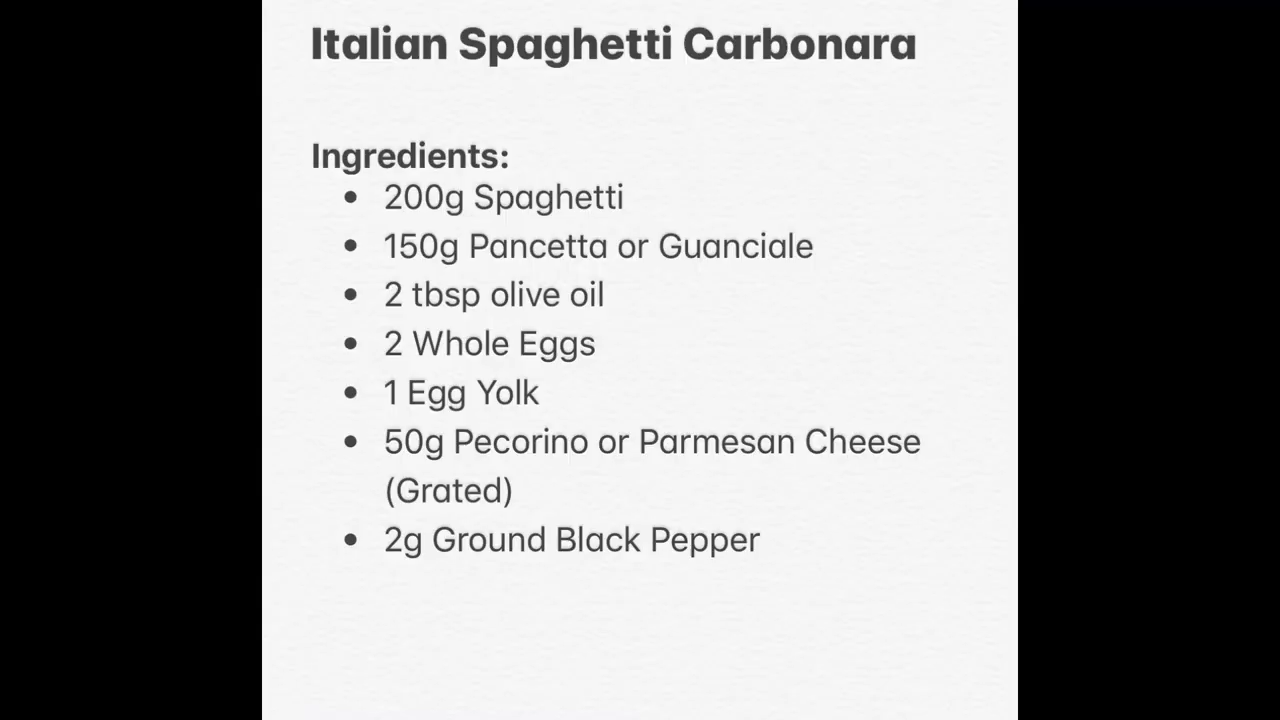 Italian Spaghetti Carbonara
Ingredients:
• 200g Spaghetti
• 150g Pancetta or Guanciale
• 2 tbsp olive oil
• 2 Whole Eggs
• 1 Egg Yolk
• 50g Pecorino or Parmesan Cheese
(Grated)
• 2g Ground Black Pepper